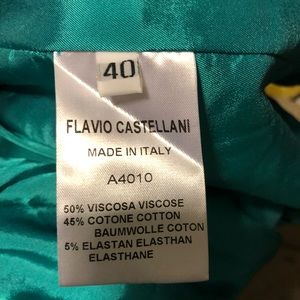 40
FLAVIO CASTELLANI
MADE IN ITALY
A4010
50% VISCOSA VISCOSE
45% COTONE COTTON
BAUMWOLLE COTON
5% ELASTAN ELASTHAN
ELASTHANE